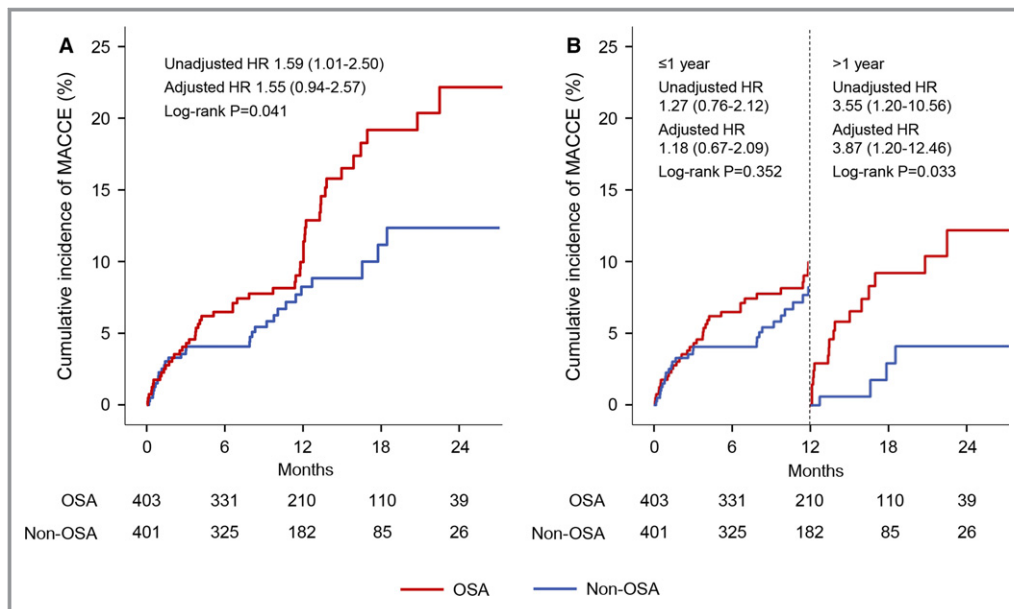 A
Unadjusted HR 1.59 (1.01-2.50)
Adjusted HR 1.55 (0.94-2.57)
Log-rank P=0.041
Cumulative incidence of MACCE (%)
25
20
15
10
5
0
0 6 12 18 24
Months
OSA 403 331 210 110 39
Non-OSA 401 325 182 85 26
B
≤1 year
Unadjusted HR
1.27 (0.76-2.12)
Adjusted HR
1.18 (0.67-2.09)
Log-rank P=0.352
>1 year
Unadjusted HR
3.55 (1.20-10.56)
Adjusted HR
3.87 (1.20-12.46)
Log-rank P=0.033
Cumulative incidence of MACCE (%)
25
20
15
10
5
0
0 6 12 18 24
Months
OSA 403 331 210 110 39
Non-OSA 401 325 182 85 26
OSA Non-OSA